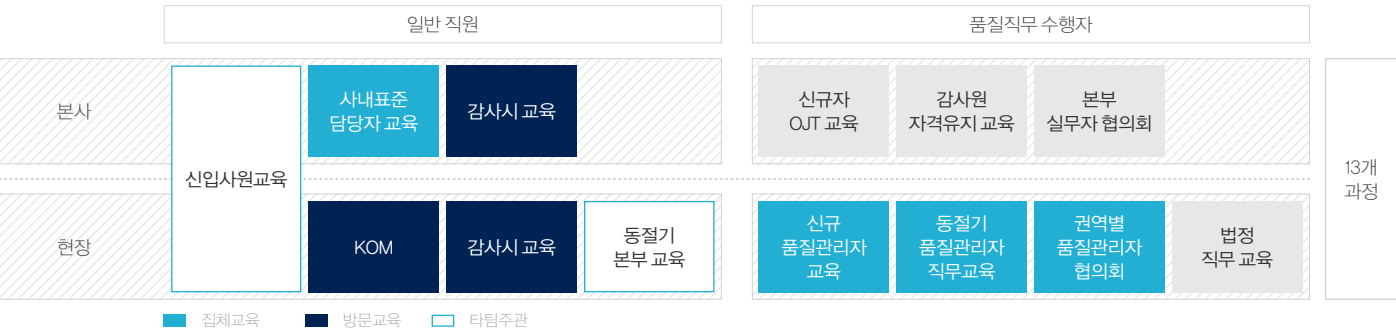 일반 직원
품질직무 수행자
본사
신입사원교육
사내표준
담당자 교육
감사시 교육
신규자
OJT 교육
감사원
자격유지 교육
본부
실무자 협의회
13개
과정
현장
KOM
감사시 교육
동절기
본부 교육
신규
품질관리자
교육
동절기
품질관리자
직무교육
권역별
품질관리자
협의회
법정
직무 교육
집체교육
방문교육
타팀주관